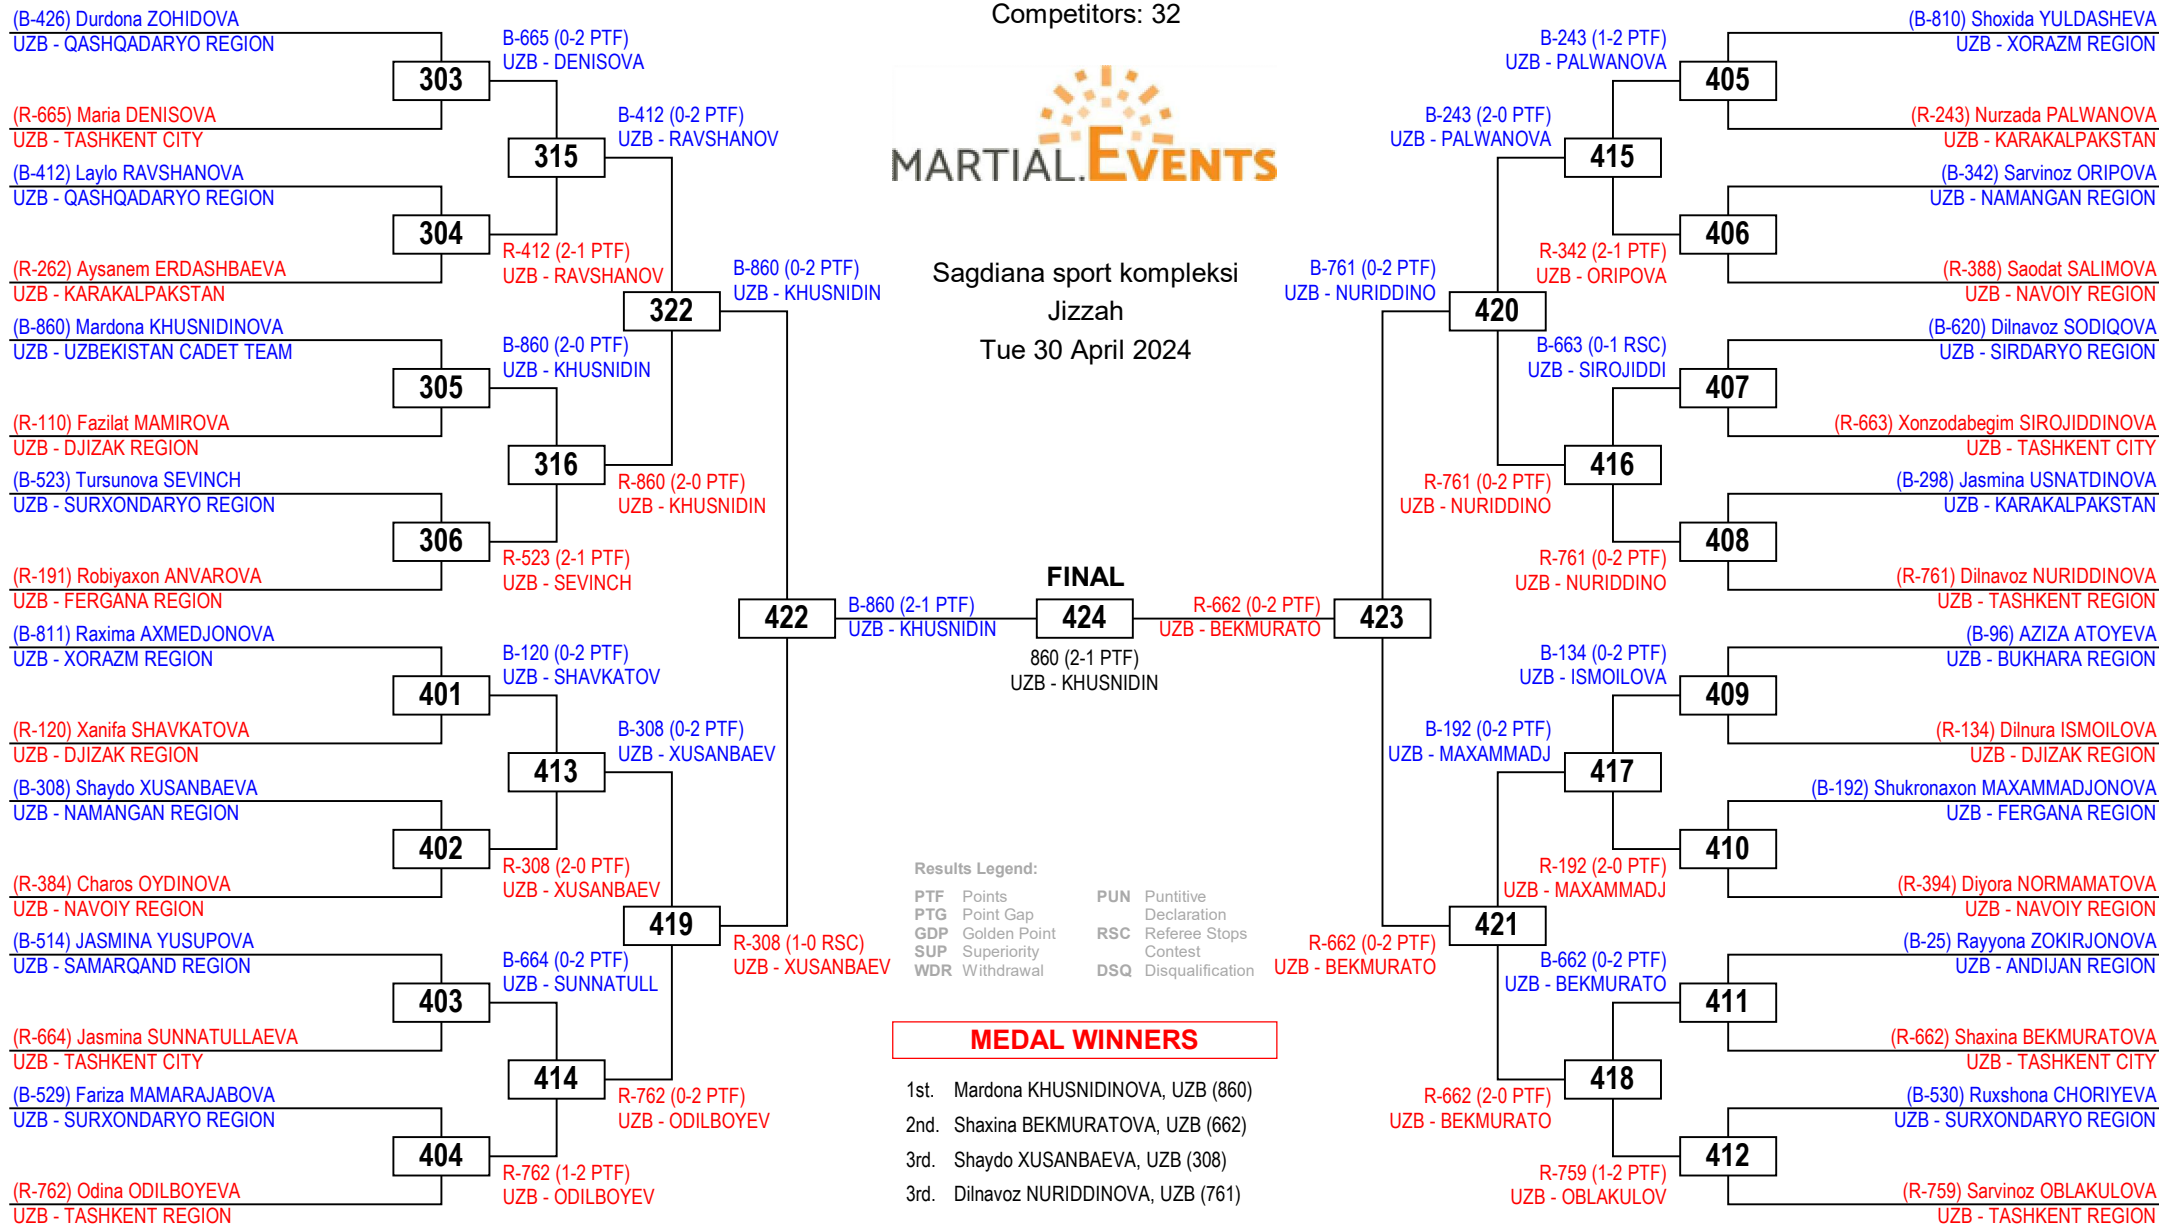 Competitors: 32
MARTIAL.EVENTS
Sagdiana sport kompleksi
Jizzah
Tue 30 April 2024
(B-426) Durdona ZOHIDOVA
UZB - QASHQADARYO REGION
303
(R-665) Maria DENISOVA
UZB - TASHKENT CITY
(B-412) Laylo RAVSHANOVA
UZB - QASHQADARYO REGION
304
(R-262) Aysanem ERDASHBAEVA
UZB - KARAKALPAKSTAN
(B-860) Mardona KHUSNIDINOVA
UZB - UZBEKISTAN CADET TEAM
305
(R-110) Fazilat MAMIROVA
UZB - DJIZAK REGION
(B-523) Tursunova SEVINCH
UZB - SURXONDARYO REGION
306
(R-191) Robiyaxon ANVAROVA
UZB - FERGANA REGION
(B-811) Raxima AXMEDJONOVA
UZB - XORAZM REGION
401
(R-120) Xanifa SHAVKATOVA
UZB - DJIZAK REGION
(B-308) Shaydo XUSANBAEVA
UZB - NAMANGAN REGION
402
(R-384) Charos OYDINOVA
UZB - NAVOIY REGION
(B-514) JASMINA YUSUPOVA
UZB - SAMARQAND REGION
403
(R-664) Jasmina SUNNATULLAEVA
UZB - TASHKENT CITY
(B-529) Fariza MAMARAJABOVA
UZB - SURXONDARYO REGION
404
(R-762) Odina ODILBOYEVA
UZB - TASHKENT REGION
B-665 (0-2 PTF)
UZB - DENISOVA
315
R-412 (2-1 PTF)
UZB - RAVSHANOV
B-860 (2-0 PTF)
UZB - KHUSNIDIN
316
R-523 (2-1 PTF)
UZB - SEVINCH
B-120 (0-2 PTF)
UZB - SHAVKATOV
413
R-308 (2-0 PTF)
UZB - XUSANBAEV
B-664 (0-2 PTF)
UZB - SUNNATULL
414
R-762 (1-2 PTF)
UZB - ODILBOYEV
B-412 (0-2 PTF)
UZB - RAVSHANOV
322
R-860 (2-0 PTF)
UZB - KHUSNIDIN
B-308 (0-2 PTF)
UZB - XUSANBAEV
419
R-762 (0-2 PTF)
UZB - ODILBOYEV
B-860 (0-2 PTF)
UZB - KHUSNIDIN
422
R-308 (1-0 RSC)
UZB - XUSANBAEV
B-860 (2-1 PTF)
UZB - KHUSNIDIN
FINAL
424
860 (2-1 PTF)
UZB - KHUSNIDIN
R-662 (0-2 PTF)
UZB - BEKMURATO
B-761 (0-2 PTF)
UZB - NURIDDINO
423
R-662 (0-2 PTF)
UZB - BEKMURATO
B-243 (2-0 PTF)
UZB - PALWANOVA
420
R-761 (0-2 PTF)
UZB - NURIDDINO
B-192 (0-2 PTF)
UZB - MAXAMMADJ
421
R-662 (2-0 PTF)
UZB - BEKMURATO
B-243 (1-2 PTF)
UZB - PALWANOVA
415
R-342 (2-1 PTF)
UZB - ORIPOVA
B-663 (0-1 RSC)
UZB - SIROJIDDI
416
R-761 (0-2 PTF)
UZB - NURIDDINO
B-134 (0-2 PTF)
UZB - ISMOILOVA
417
R-192 (2-0 PTF)
UZB - MAXAMMADJ
B-662 (0-2 PTF)
UZB - BEKMURATO
418
R-759 (1-2 PTF)
UZB - OBLAKULOV
(B-810) Shoxida YULDASHEVA
UZB - XORAZM REGION
405
(R-243) Nurzada PALWANOVA
UZB - KARAKALPAKSTAN
(B-342) Sarvinoz ORIPOVA
UZB - NAMANGAN REGION
406
(R-388) Saodat SALIMOVA
UZB - NAVOIY REGION
(B-620) Dilnavoz SODIQOVA
UZB - SIRDARYO REGION
407
(R-663) Xonzodabegim SIROJIDDINOVA
UZB - TASHKENT CITY
(B-298) Jasmina USNATDINOVA
UZB - KARAKALPAKSTAN
408
(R-761) Dilnavoz NURIDDINOVA
UZB - TASHKENT REGION
(B-96) AZIZA ATOYEVA
UZB - BUKHARA REGION
409
(R-134) Dilnura ISMOILOVA
UZB - DJIZAK REGION
(B-192) Shukronaxon MAXAMMADJONOVA
UZB - FERGANA REGION
410
(R-394) Diyora NORMAMATOVA
UZB - NAVOIY REGION
(B-25) Rayyona ZOKIRJONOVA
UZB - ANDIJAN REGION
411
(R-662) Shaxina BEKMURATOVA
UZB - TASHKENT CITY
(B-530) Ruxshona CHORIYEVA
UZB - SURXONDARYO REGION
412
(R-759) Sarvinoz OBLAKULOVA
UZB - TASHKENT REGION
Results Legend:
PTF Points
PTG Point Gap
GDP Golden Point
SUP Superiority
WDR Withdrawal
PUN Puntitive
Declaration
RSC Referee Stops
Contest
DSQ Disqualification
MEDAL WINNERS
1st. Mardona KHUSNIDINOVA, UZB (860)
2nd. Shaxina BEKMURATOVA, UZB (662)
3rd. Shaydo XUSANBAEVA, UZB (308)
3rd. Dilnavoz NURIDDINOVA, UZB (761)